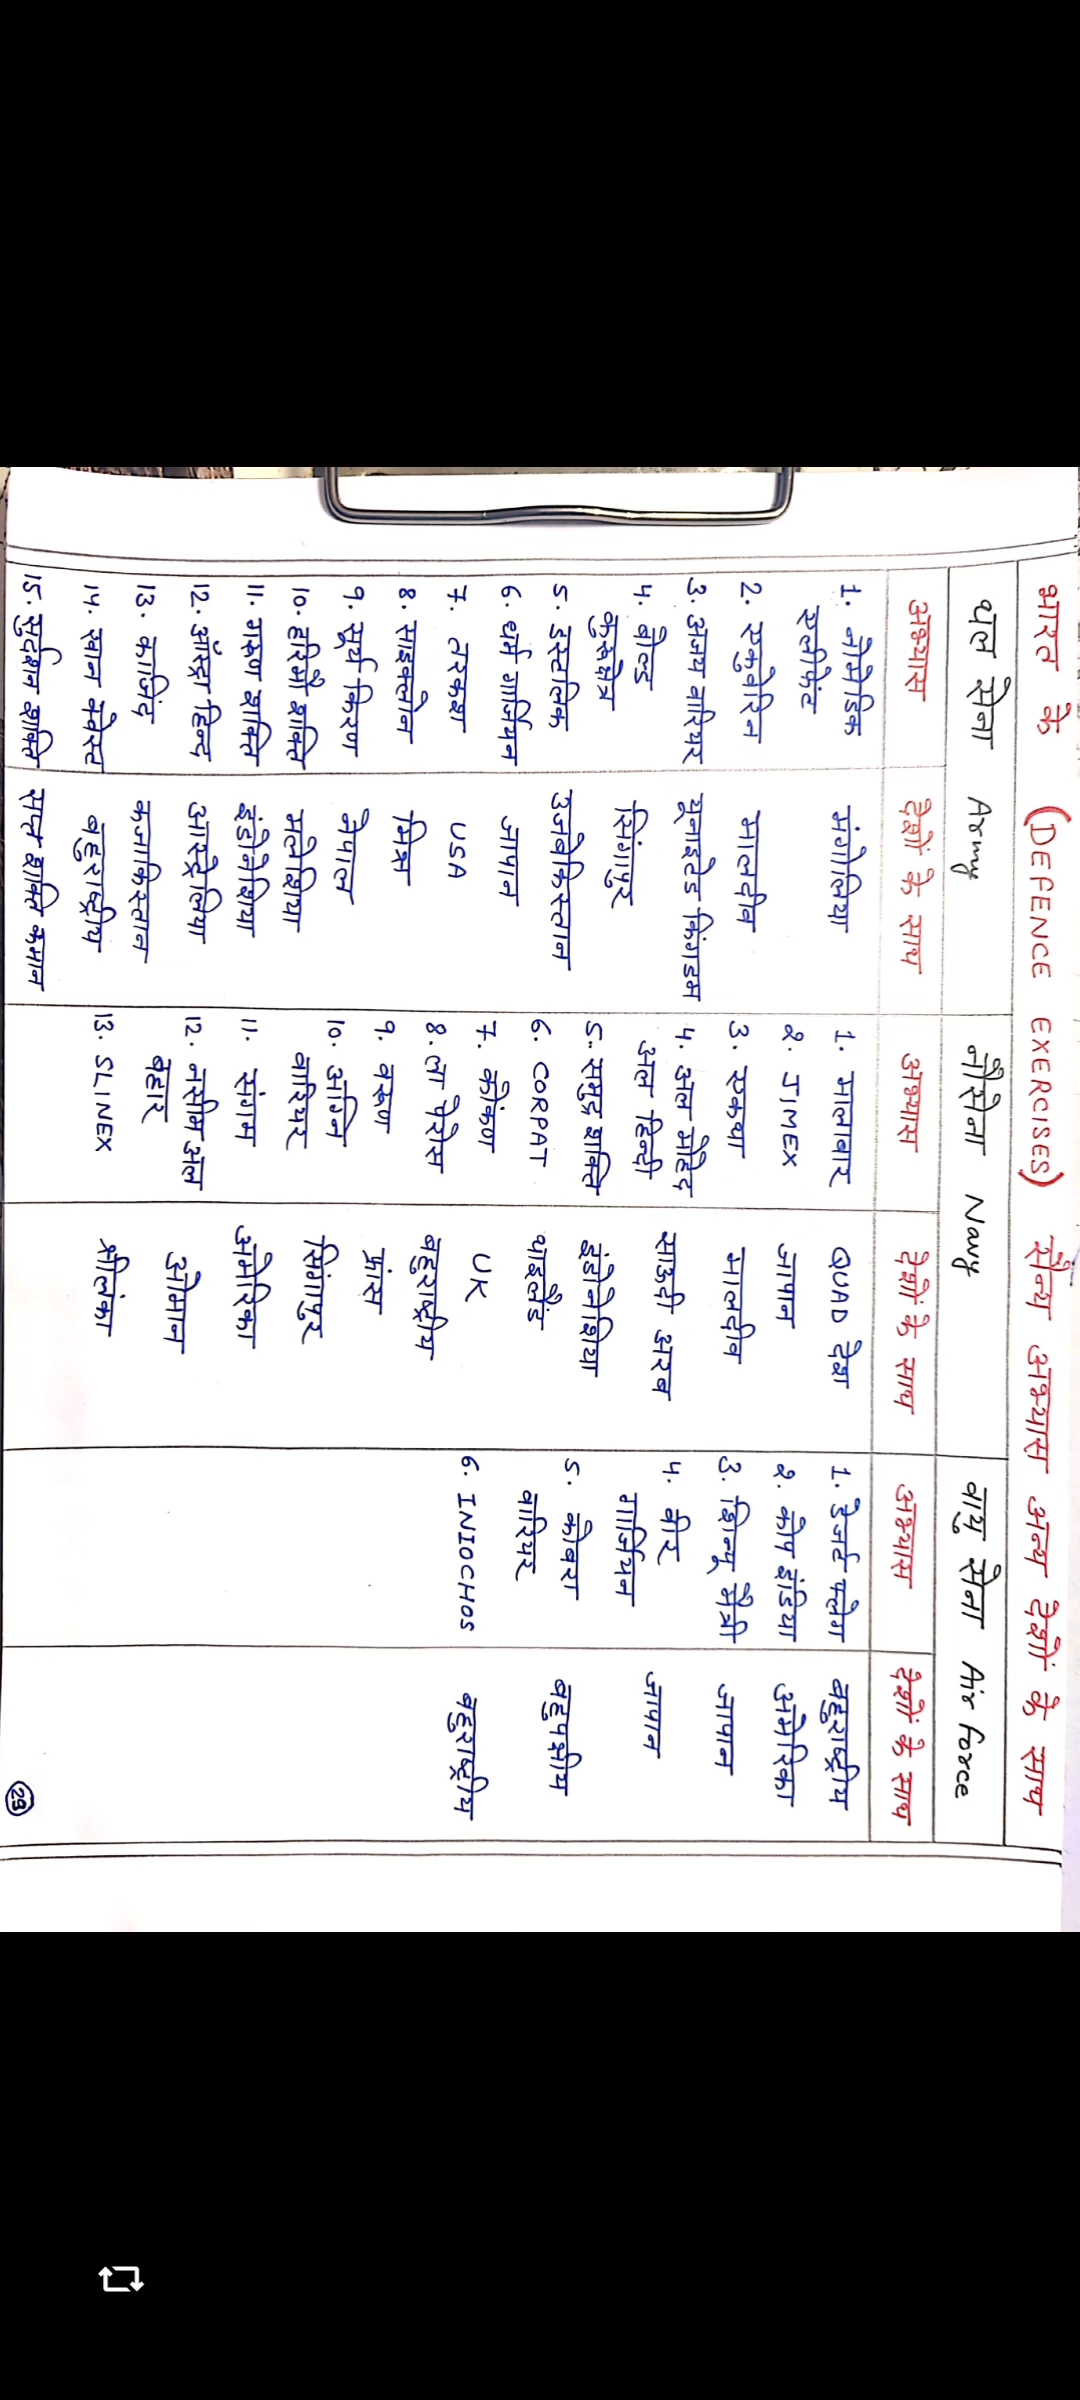 भारत के (DEFENCE EXERCISES) सैन्य अभ्यास अन्य देशों के साथ
थल सेना Army
नौसेना Navy
वायु सेना Air force
अभ्यास
देशों के साथ
अभ्यास
देशों के साथ
अभ्यास
देशों के साथ
1. नोमैडिक
एलीफेंट
मंगोलिया
2. एकुवेरिन
मालदीव
3. अजय वारियर
यूनाइटेड किंगडम
4. बोल्ड
कुरूक्षेत्र
सिंगापुर
5. डस्टलिक
उजबेकिस्तान
6. धर्म गार्जियन
जापान
7. तरकश
USA
8. साइक्लोन
मिस्र
9. सूर्य किरण
नेपाल
10. हरिमौ शक्ति
मलेशिया
11. गरूण शक्ति
इंडोनेशिया
12. ऑस्ट्रा हिन्द
ऑस्ट्रेलिया
13. काजिंद
कजाकिस्तान
14. खान क्वेस्ट
बहुराष्ट्रीय
15. सुदर्शन शक्ति
सप्त शक्ति कमान
1. मालाबार
QUAD देश
2. JIMEX
जापान
3. एकथा
मालदीव
4. अल मोहेद
अल हिन्दी
साऊदी अरब
5. समुद्र शक्ति
इंडोनेशिया
6. CORPAT
थाइलैंड
7. कोंकण
UK
8. ला पेरोस
बहुराष्ट्रीय
9. वरूण
फ्रांस
10. अग्नि
वारियर
सिंगापुर
11. संगम
अमेरिका
12. नसीम अल
बहार
ओमान
13. SLINEX
श्रीलंका
1. डेजर्ट फ्लैग
बहुराष्ट्रीय
2. कोप इंडिया
अमेरिका
3. शिन्यू मैत्री
जापान
4. वीर
गार्जियन
जापान
5. कोबरा
वारियर
बहुपक्षीय
6. INIOCHOS
बहुराष्ट्रीय
29